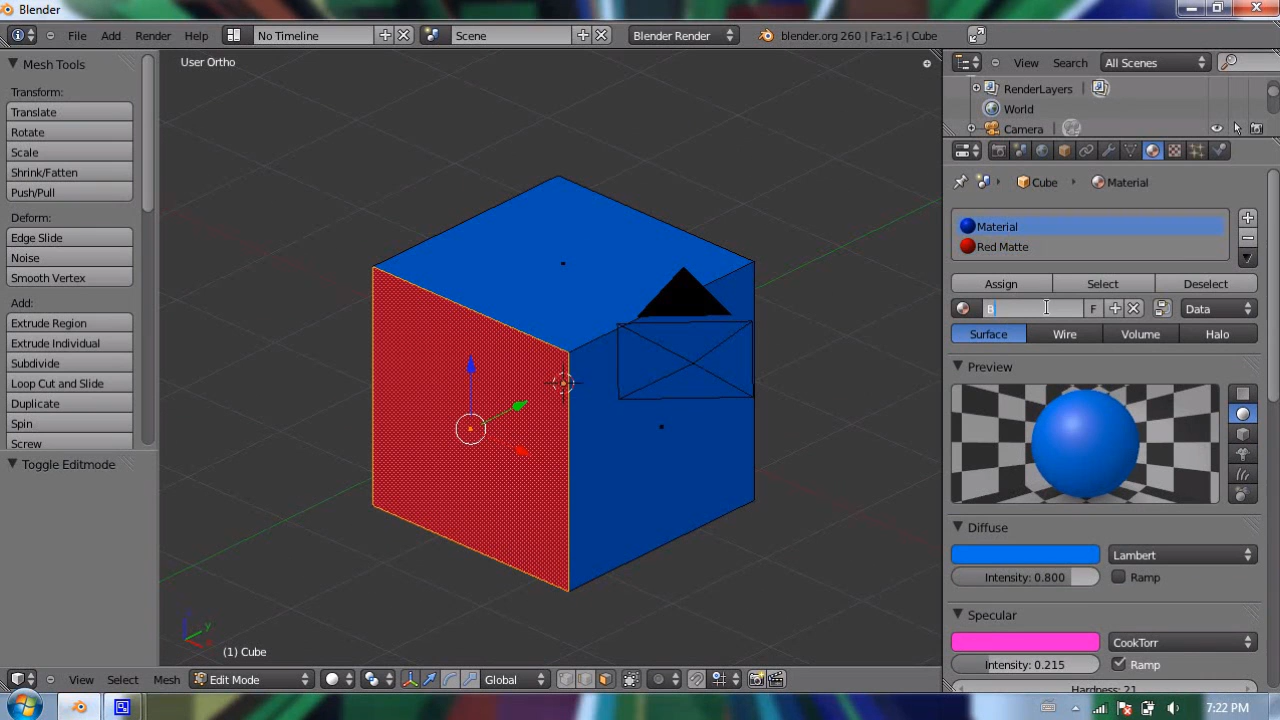 Blender
File Add Render Help No Timeline Scene Blender Render blender.org 260 | Fa:1-6 | Cube
View Search All Scenes
RenderLayers
World
Camera
Mesh Tools
Transform:
Translate
Rotate
Scale
Shrink/Fatten
Push/Pull
Deform:
Edge Slide
Noise
Smooth Vertex
Add:
Extrude Region
Extrude Individual
Subdivide
Loop Cut and Slide
Duplicate
Spin
Screw
Toggle Editmode
User Ortho
z
y
x
(1) Cube
View Select Mesh Edit Mode Global
Cube Material
Material
Red Matte
Assign Select Deselect
B F Data
Surface Wire Volume Halo
Preview
Diffuse
Lambert
Intensity: 0.800 Ramp
Specular
CookTorr
Intensity: 0.215 Ramp
Hardness: 21
7:22 PM